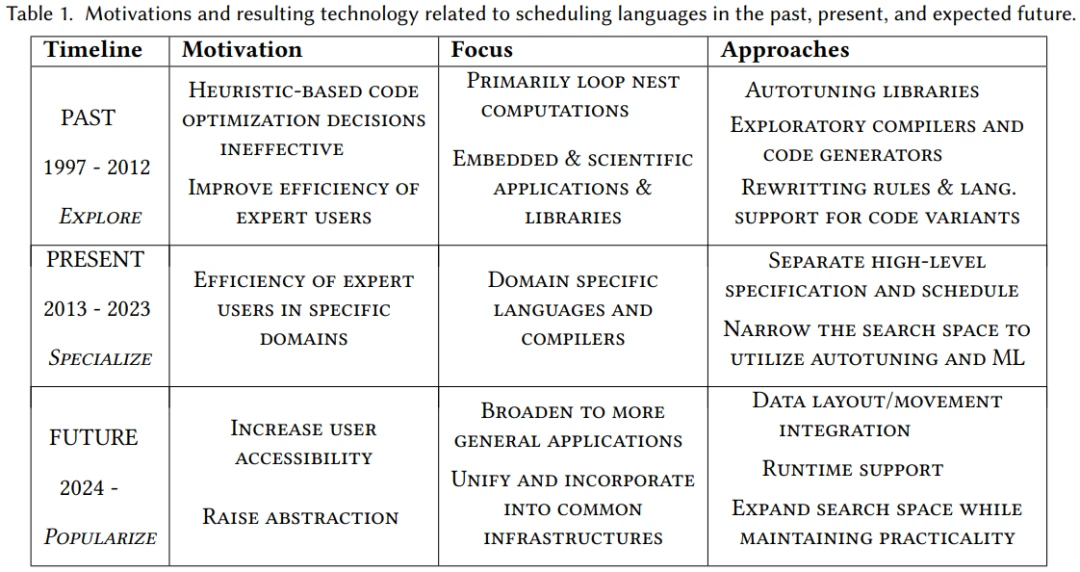 Table 1. Motivations and resulting technology related to scheduling languages in the past, present, and expected future.
Timeline Motivation Focus Approaches
PAST
1997 - 2012
Explore
Heuristic-based code
optimization decisions
ineffective
Improve efficiency of
expert users
Primarily loop nest
computations
Embedded & scientific
applications &
libraries
Autotuning libraries
Exploratory compilers and
code generators
Rewritting rules & lang.
support for code variants
PRESENT
2013 - 2023
Specialize
Efficiency of expert
users in specific
domains
Domain specific
languages and
compilers
Separate high-level
specification and schedule
Narrow the search space to
utilize autotuning and ML
FUTURE
2024 -
Popularize
Increase user
accessibility
Raise abstraction
Broaden to more
general applications
Unify and incorporate
into common
infrastructures
Data layout/movement
integration
Runtime support
Expand search space while
maintaining practicality